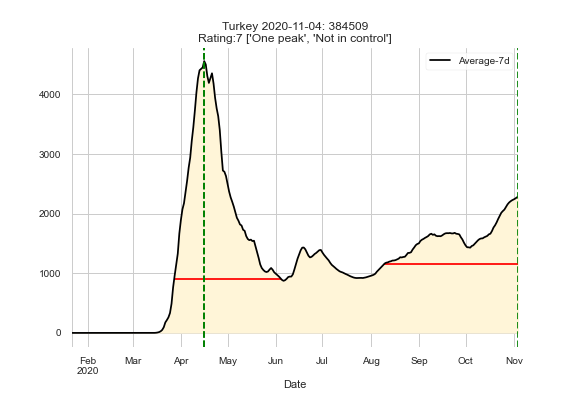 Turkey 2020-11-04: 384509
Rating:7 ['One peak', 'Not in control']
Average-7d
4000
3000
2000
1000
0
Feb Mar Apr May Jun Jul Aug Sep Oct Nov
2020
Date